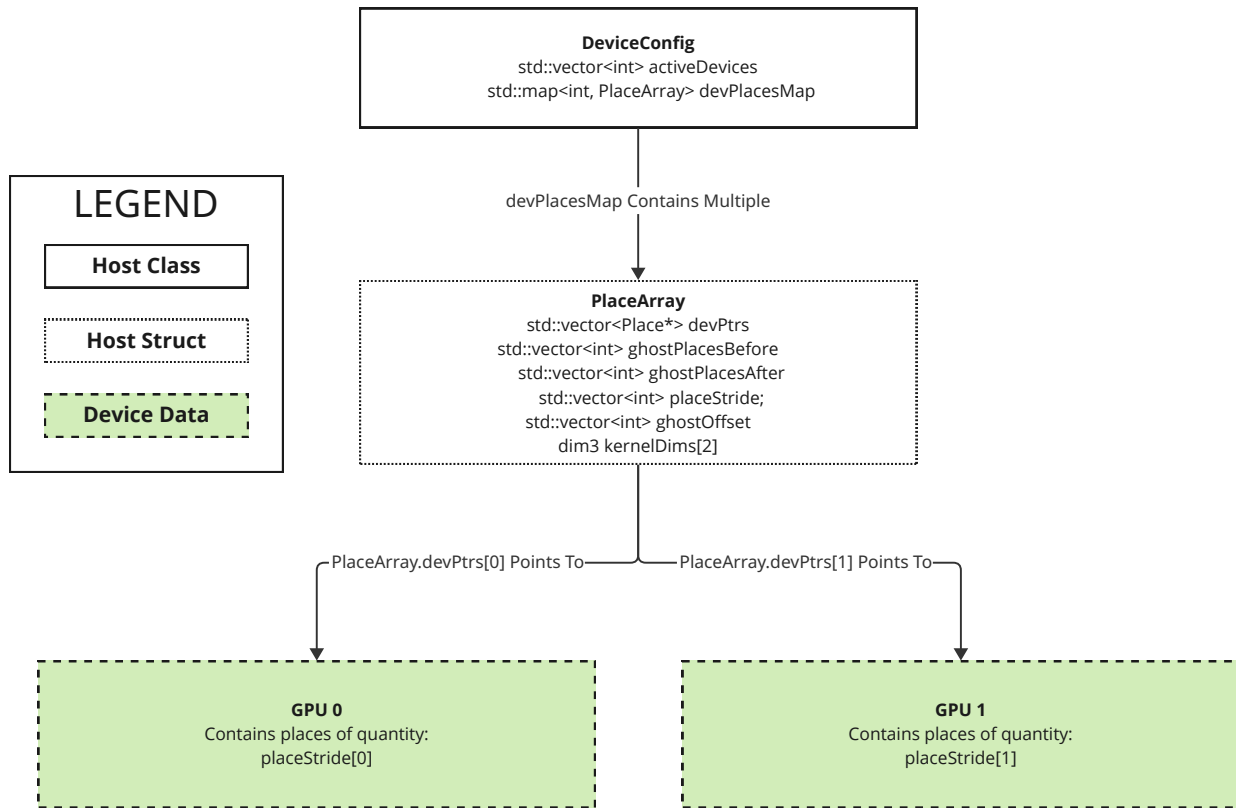 DeviceConfig
std::vector<int> activeDevices
std::map<int, PlaceArray> devPlacesMap
devPlacesMap Contains Multiple
LEGEND
Host Class
Host Struct
Device Data
PlaceArray
std::vector<Place*> devPtrs
std::vector<int> ghostPlacesBefore
std::vector<int> ghostPlacesAfter
std::vector<int> placeStride;
std::vector<int> ghostOffset
dim3 kernelDims[2]
PlaceArray.devPtrs[0] Points To
PlaceArray.devPtrs[1] Points To
GPU 0
Contains places of quantity:
placeStride[0]
GPU 1
Contains places of quantity:
placeStride[1]